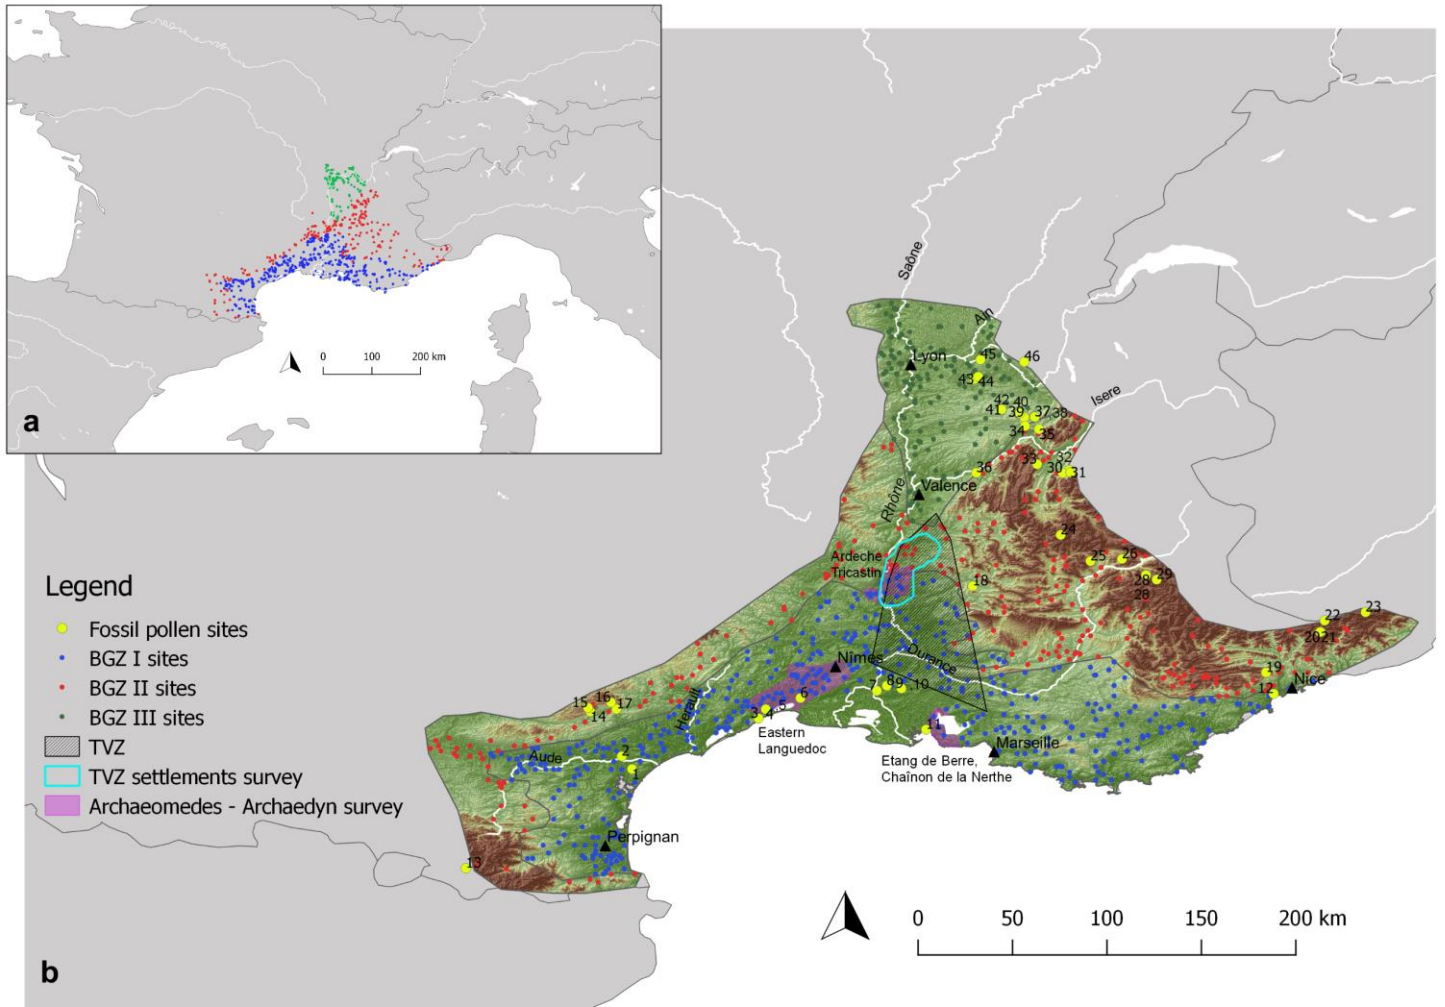 0 100 200 km
a
Saône
Ain
Lyon
45
46
43
44
Isere
42
40
41
39
37
38
34
35
33
32
36
30
31
Valence
Rhône
24
Ardeche
Tricastin
25
26
18
28
29
28
Legend
Fossil pollen sites
BGZ I sites
BGZ II sites
BGZ III sites
TVZ
TVZ settlements survey
Archaeomedes - Archaedyn survey
22
23
2021
Durance
Nîmes
19
12
Nice
Herault
7
8
9
10
6
15
16
17
14
3
4
5
Eastern
Languedoc
11
Marseille
Etang de Berre,
Chaînon de la Nerthe
Aude
2
1
Perpignan
13
0 50 100 150 200 km
b